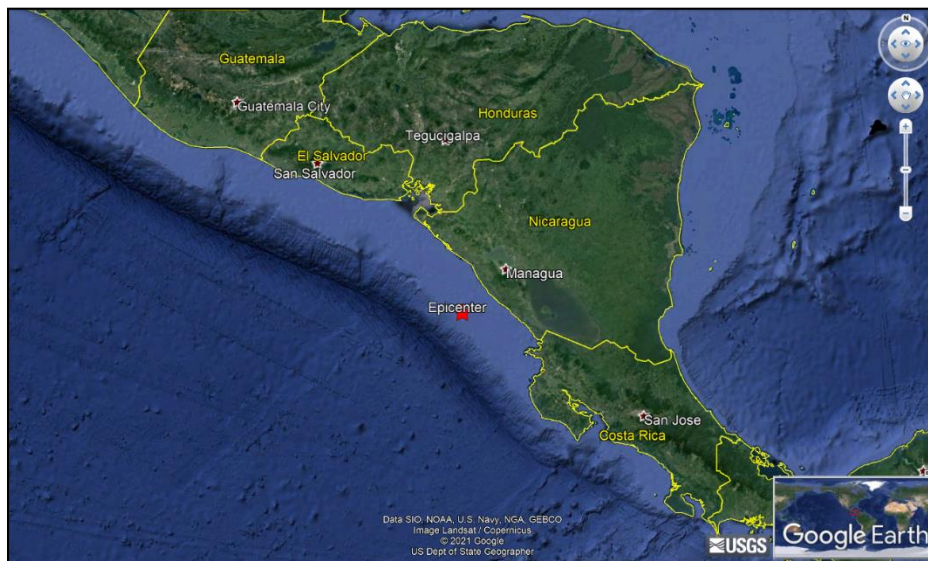 N
Guatemala
Guatemala City
Honduras
Tegucigalpa
El Salvador
San Salvador
Nicaragua
Managua
Epicenter
San Jose
Costa Rica
Data SIO, NOAA, U.S. Navy, NGA, GEBCO
Image Landsat / Copernicus
© 2021 Google
US Dept of State Geographer
USGS
Google Earth